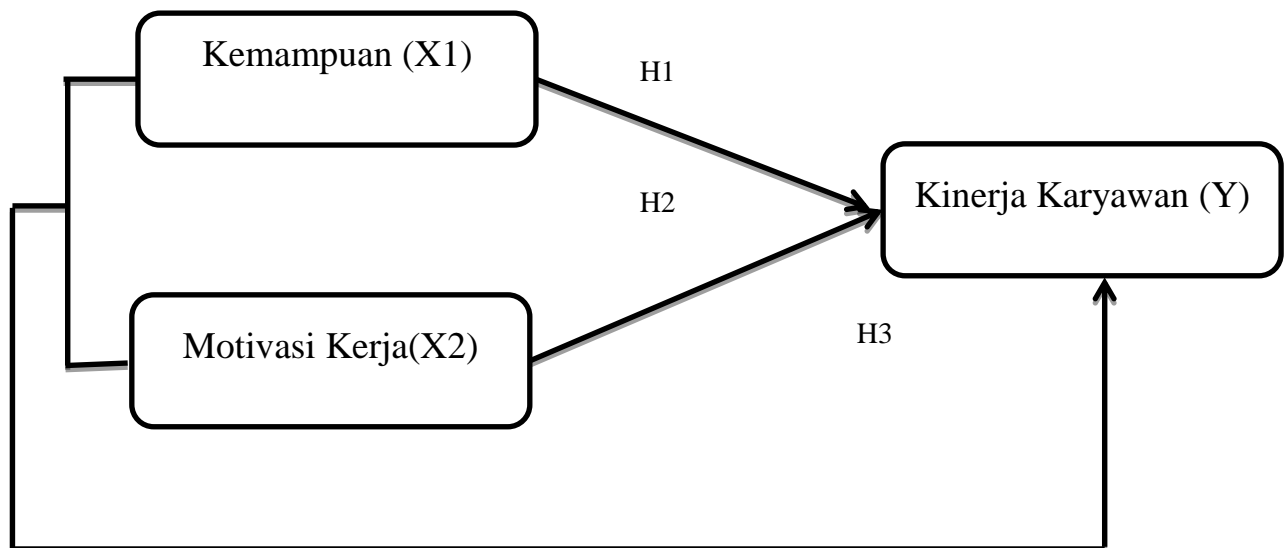 Kemampuan (X1)
H1
Kinerja Karyawan (Y)
H2
Motivasi Kerja(X2)
H3